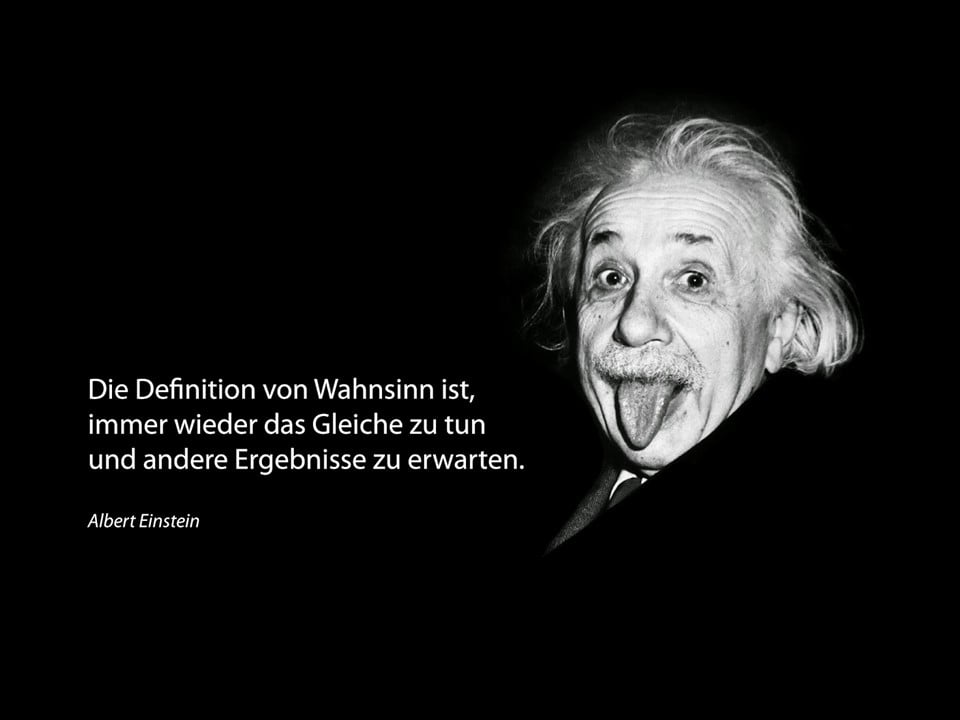 Die Definition von Wahnsinn ist,
immer wieder das Gleiche zu tun
und andere Ergebnisse zu erwarten.
Albert Einstein